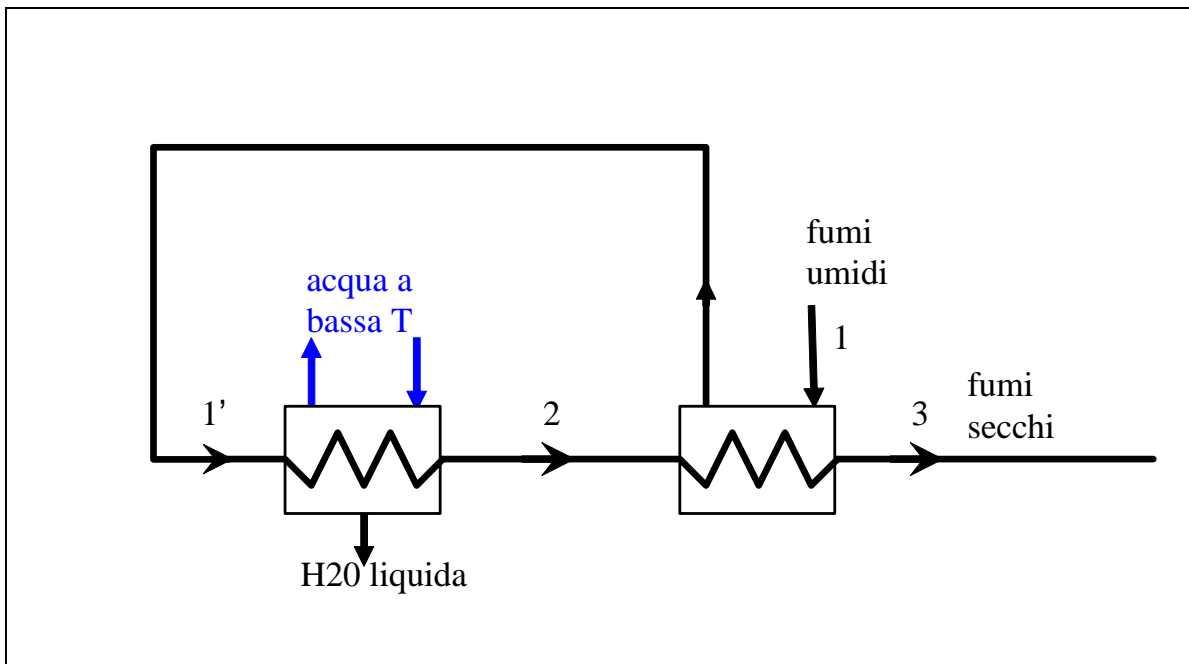 fumi
umidi
acqua a
bassa T
1
fumi
secchi
1’
2
3
H20 liquida